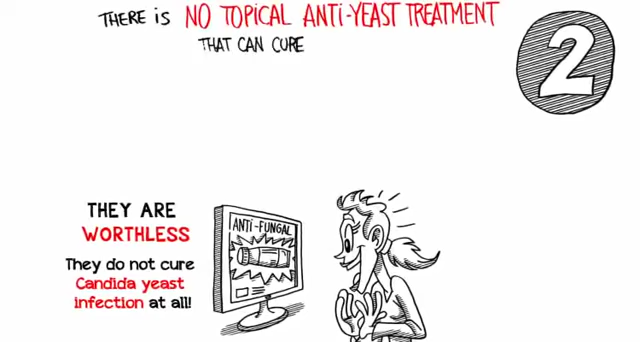 THERE is NO TOPICAL ANTi-YEAST TREATMENT
THAT CAN CURE
2
THEY ARE
WORTHLESS
They do not cure
Candida yeast
infection at all!
ANTi-FUNGAL